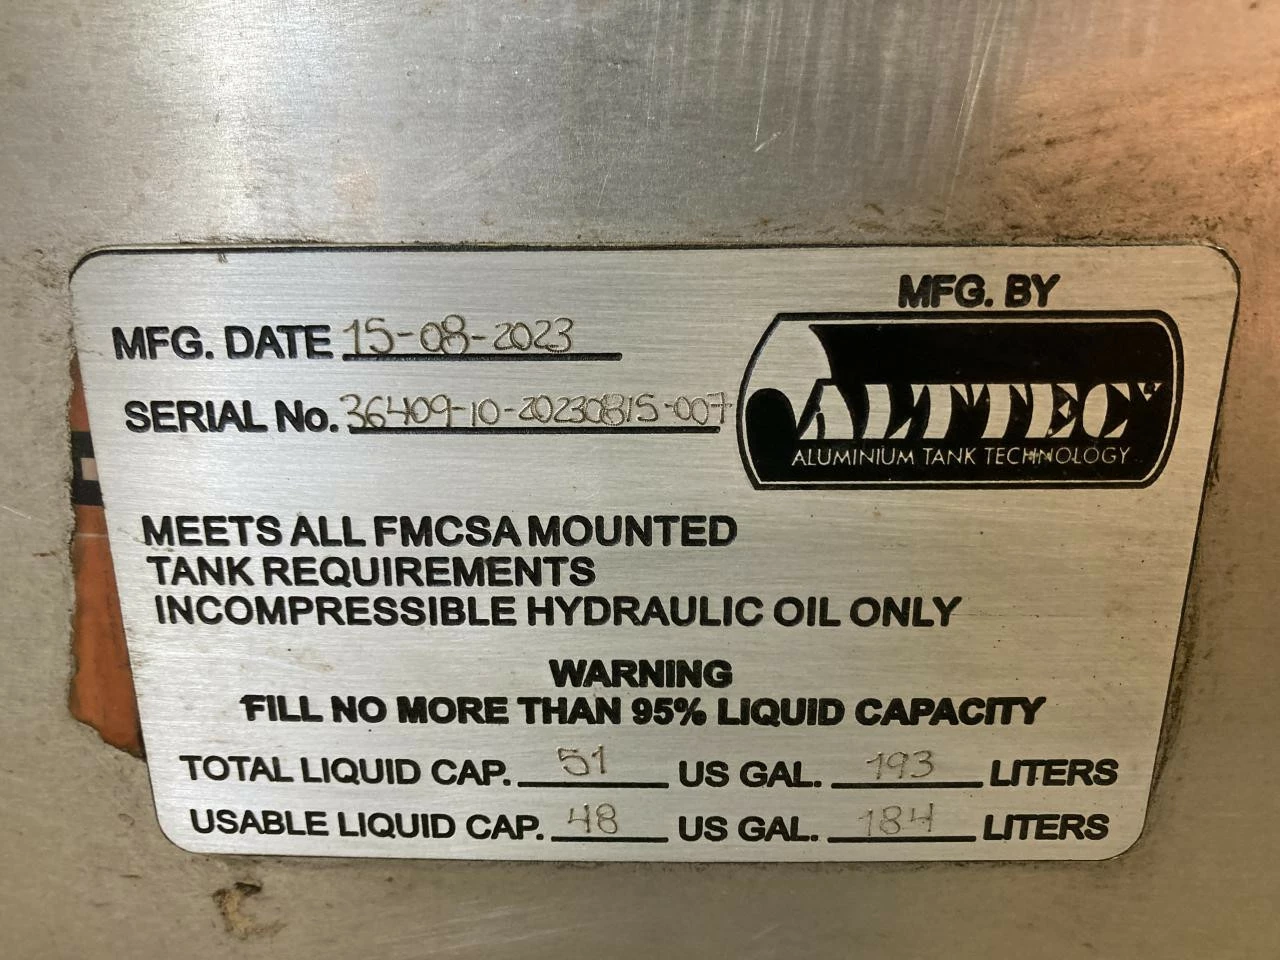 MFG. DATE 15-08-2023
SERIAL No. 36409-10-20230815-007
MFG. BY
ALTTEC
ALUMINIUM TANK TECHNOLOGY
MEETS ALL FMCSA MOUNTED
TANK REQUIREMENTS
INCOMPRESSIBLE HYDRAULIC OIL ONLY
WARNING
FILL NO MORE THAN 95% LIQUID CAPACITY
TOTAL LIQUID CAP. 51 US GAL. 193 LITERS
USABLE LIQUID CAP. 48 US GAL. 184 LITERS